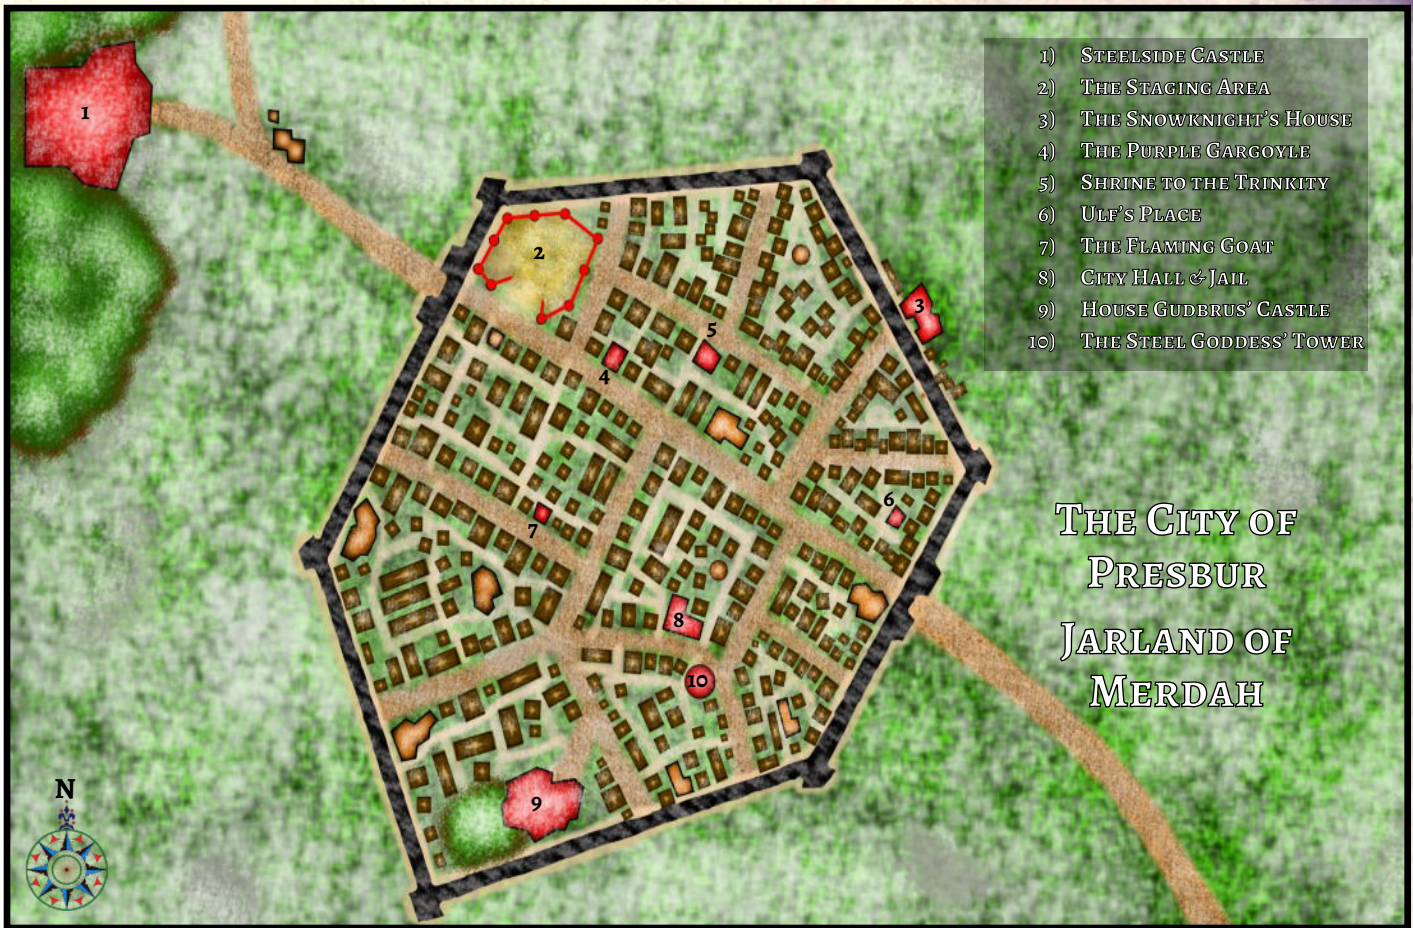 1) Steelside Castle
2) The Staging Area
3) The Snowknight's House
4) The Purple Gargoyle
5) Shrine to the Trinkity
6) Ulf's Place
7) The Flaming Goat
8) City Hall & Jail
9) House Gudbrus' Castle
10) The Steel Goddess' Tower
1
2
3
5
4
6
7
8
10
9
The City of
Presbur
Jarland of
Merdah
N